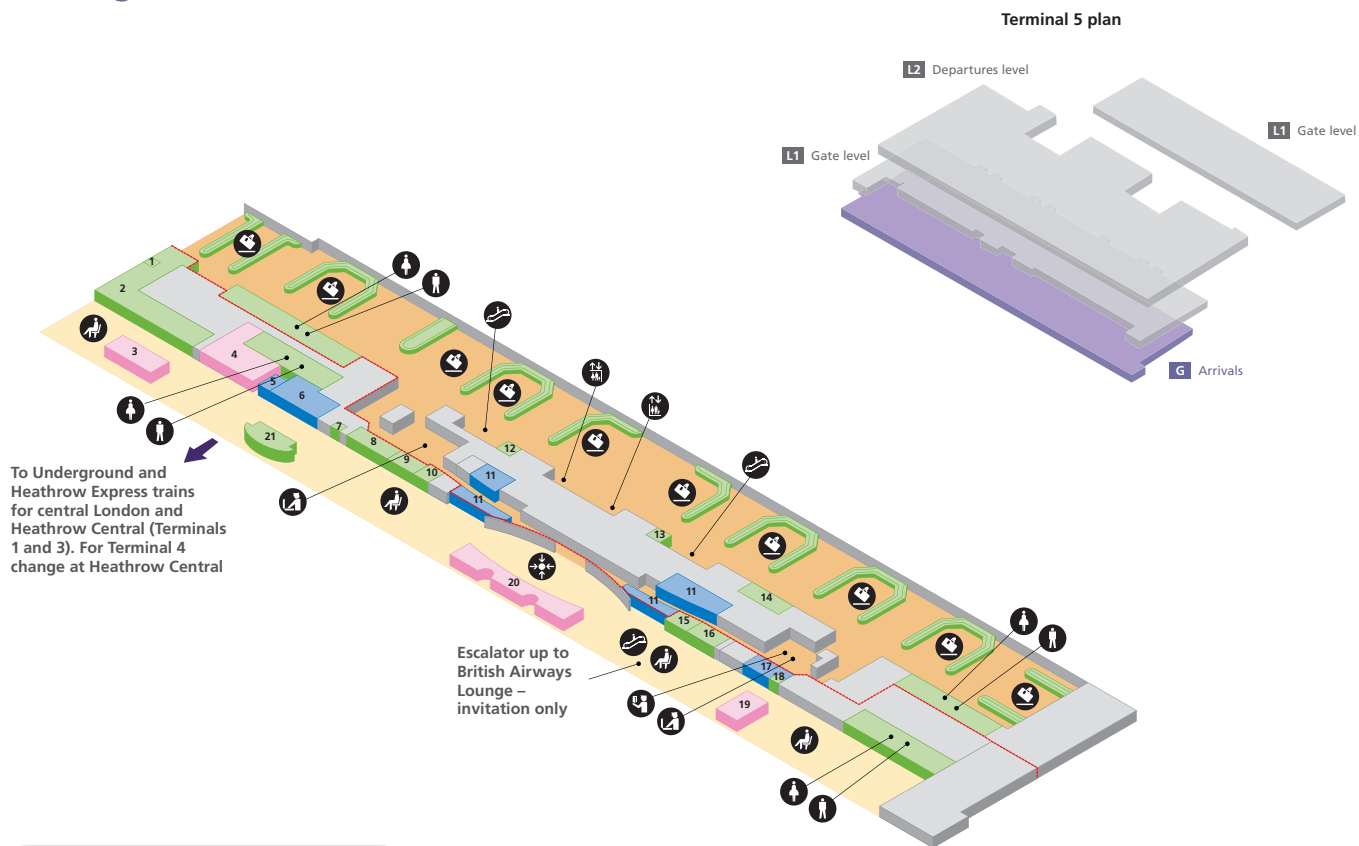 Terminal 5 plan
L2 Departures level
L1 Gate level
L1 Gate level
G Arrivals
1
2
3
4
5
6
7
8
9
10
11
11
12
13
11
11
14
15
16
17
18
19
20
21
To Underground and
Heathrow Express trains
for central London and
Heathrow Central (Terminals
1 and 3). For Terminal 4
change at Heathrow Central
Escalator up to
British Airways
Lounge –
invitation only